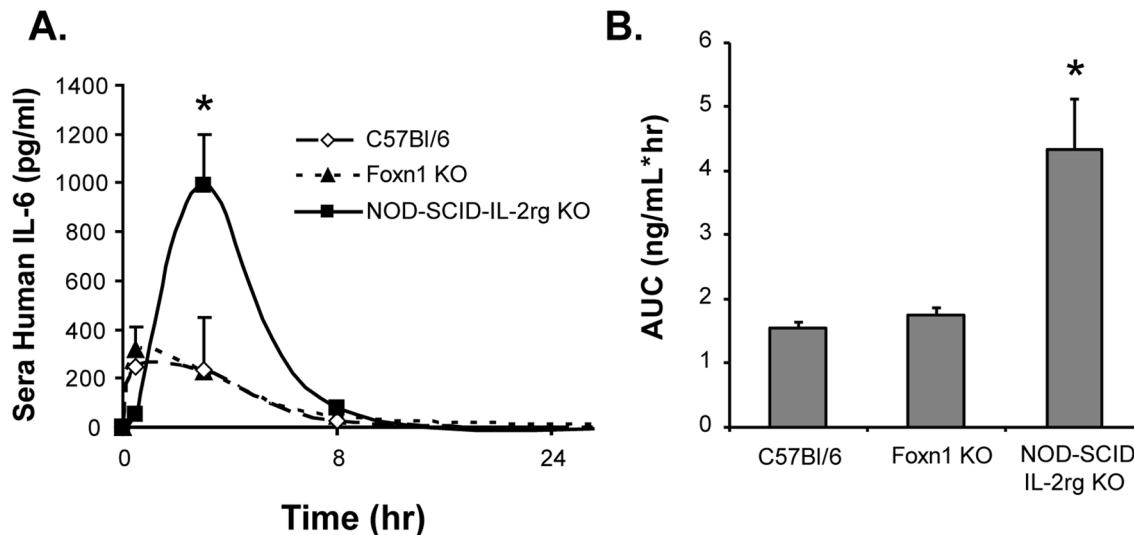 A.
Sera Human IL-6 (pg/ml)
1400
1200
1000
800
600
400
200
0
*
C57Bl/6
Foxn1 KO
NOD-SCID-IL-2rg KO
0
8
24
Time (hr)
B.
AUC (ng/mL*hr)
6
5
4
3
2
1
0
*
C57Bl/6
Foxn1 KO
NOD-SCID
IL-2rg KO